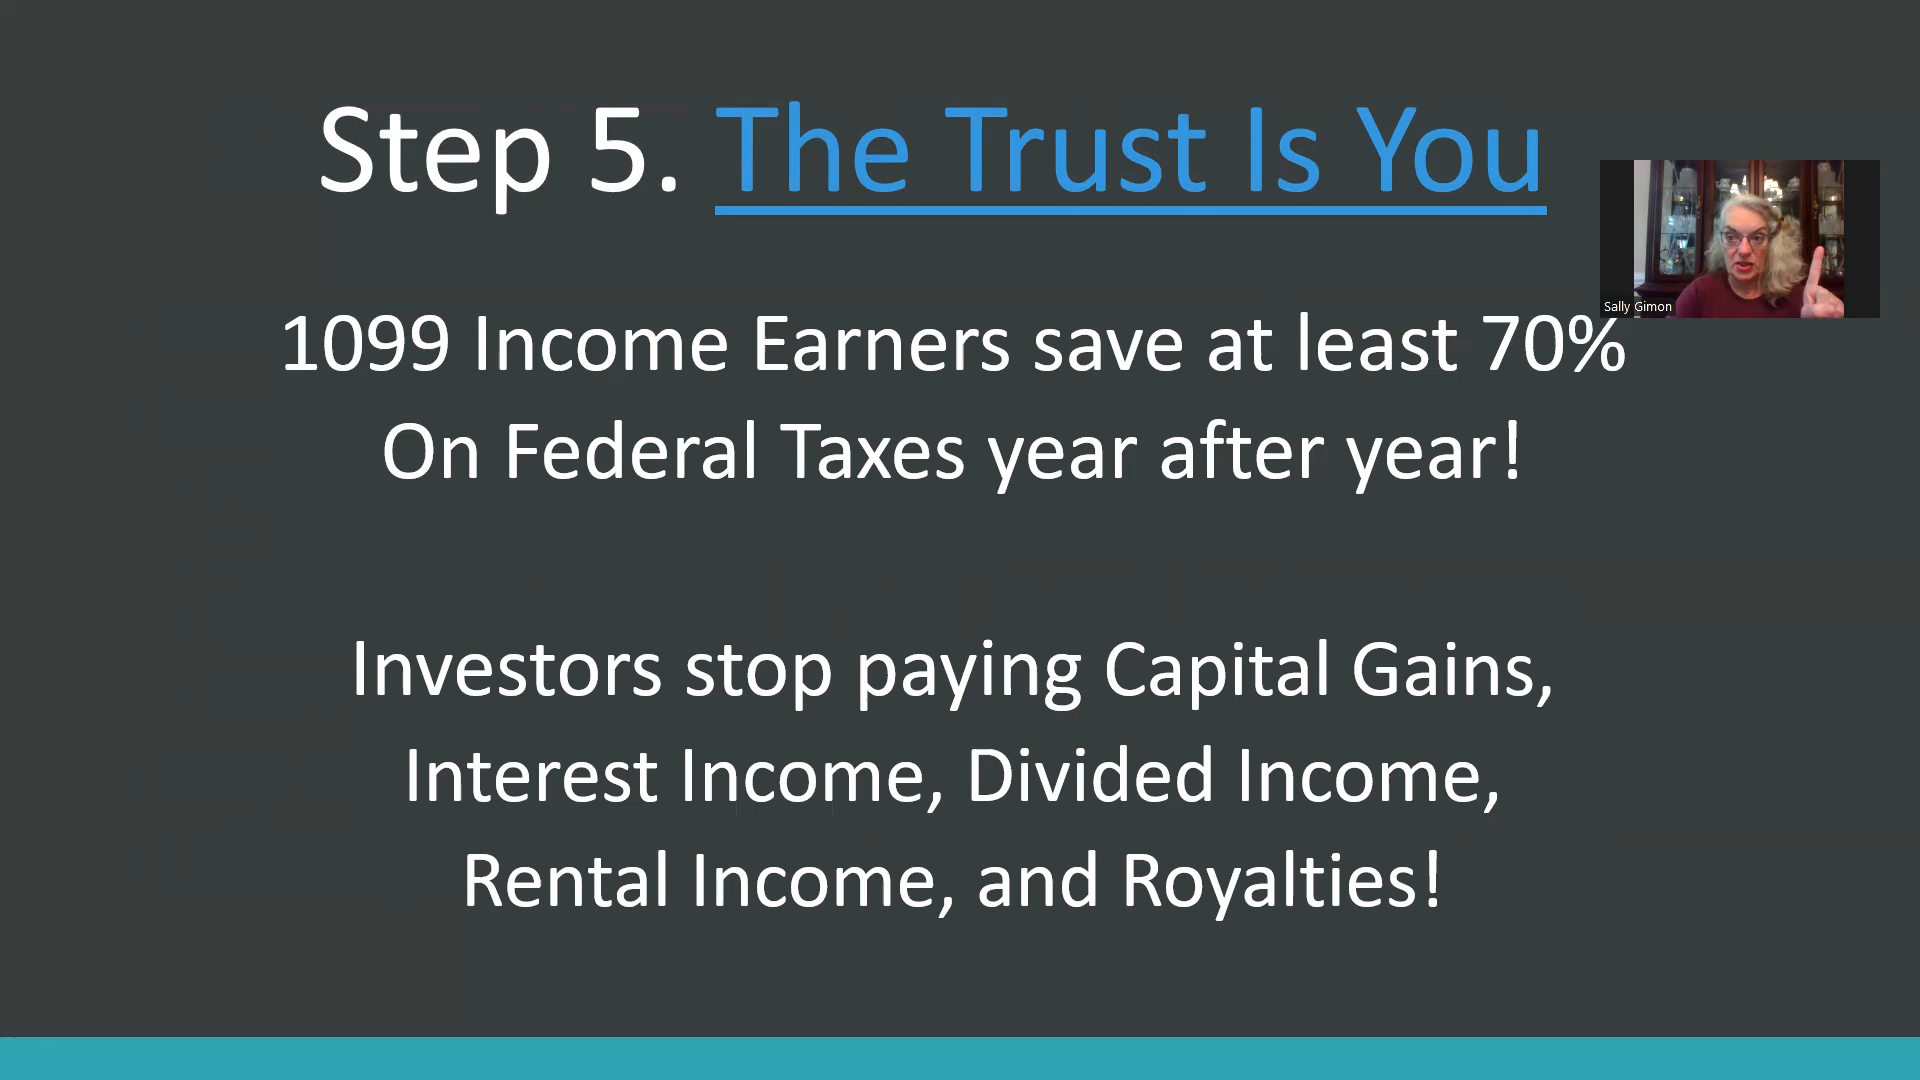 Step 5. The Trust Is You
Sally Gimon
1099 Income Earners save at least 70%
On Federal Taxes year after year!
Investors stop paying Capital Gains,
Interest Income, Divided Income,
Rental Income, and Royalties!